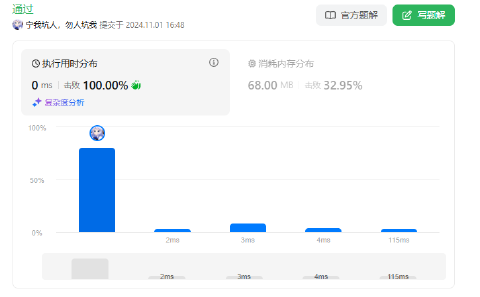 通过
宁我坑人，勿人坑我 提交于 2024.11.01 16:48
官方题解
写题解
执行用时分布
0 ms 击败 100.00%
复杂度分析
消耗内存分布
68.00 MB 击败 32.95%
100%
50%
0%
2ms 3ms 4ms 115ms
2ms 3ms 4ms 115ms